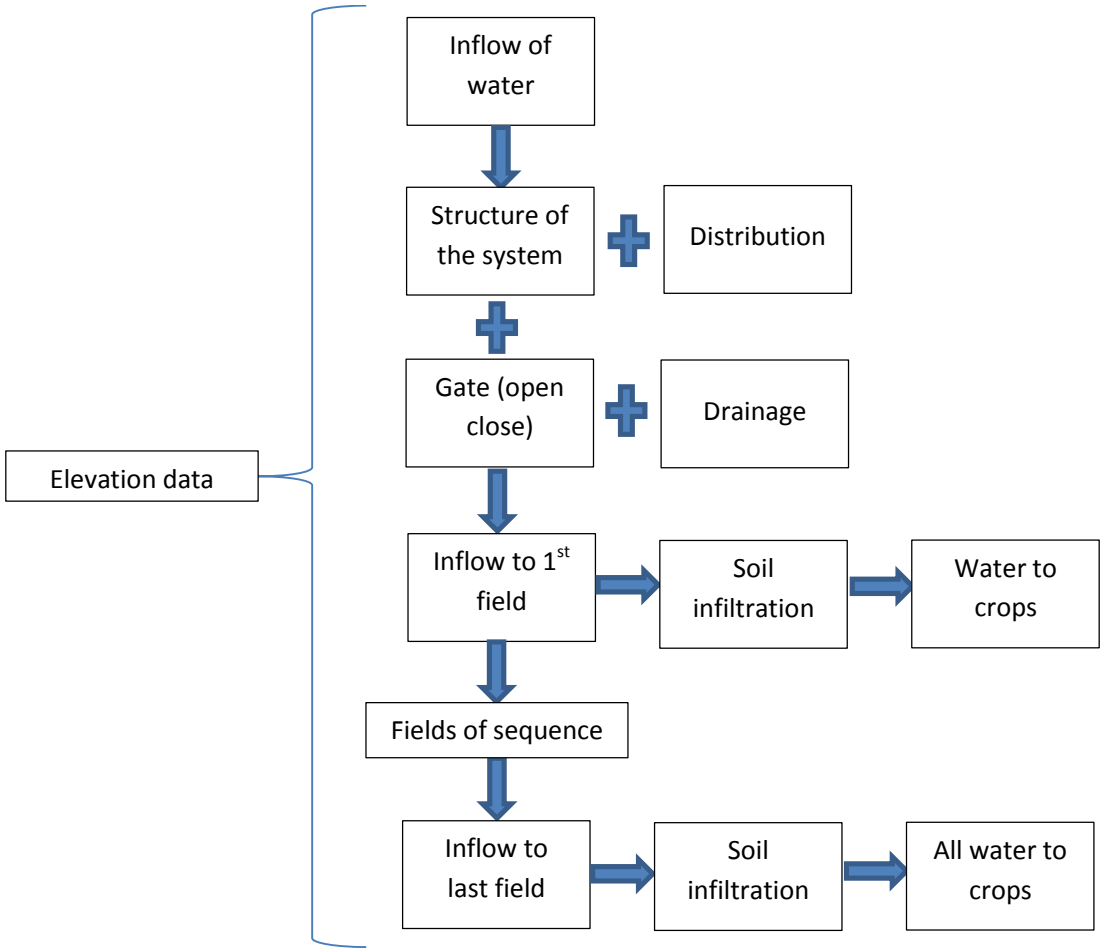 Inflow of
water
Structure of
the system
Distribution
Gate (open
close)
Drainage
Elevation data
Inflow to 1st
field
Soil
infiltration
Water to
crops
Fields of sequence
Inflow to
last field
Soil
infiltration
All water to
crops